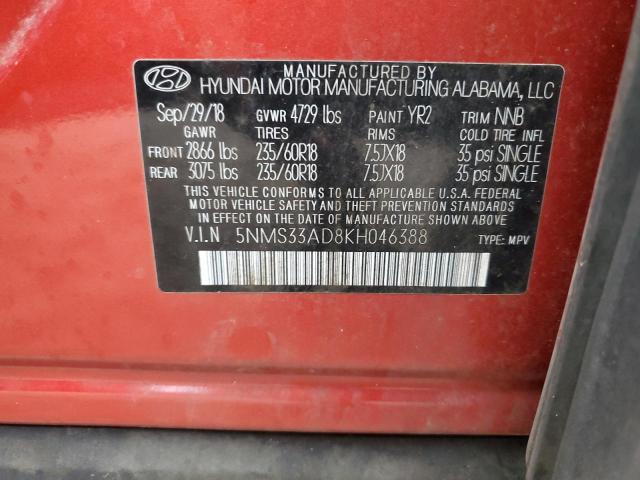 MANUFACTURED BY
HYUNDAI MOTOR MANUFACTURING ALABAMA, LLC
Sep/29/18 GVWR 4729 lbs PAINT YR2 TRIM NNB
GAWR TIRES RIMS COLD TIRE INFL
FRONT 2866 lbs 235/60R18 7.5JX18 35 psi SINGLE
REAR 3075 lbs 235/60R18 7.5JX18 35 psi SINGLE
THIS VEHICLE CONFORMS TO ALL APPLICABLE U.S.A. FEDERAL
MOTOR VEHICLE SAFETY, THEFT PREVENTION STANDARDS
IN EFFECT ON THE DATE OF MANUFACTURE SHOWN ABOVE
V.I.N 5NMS33AD8KH046388 TYPE: MPV